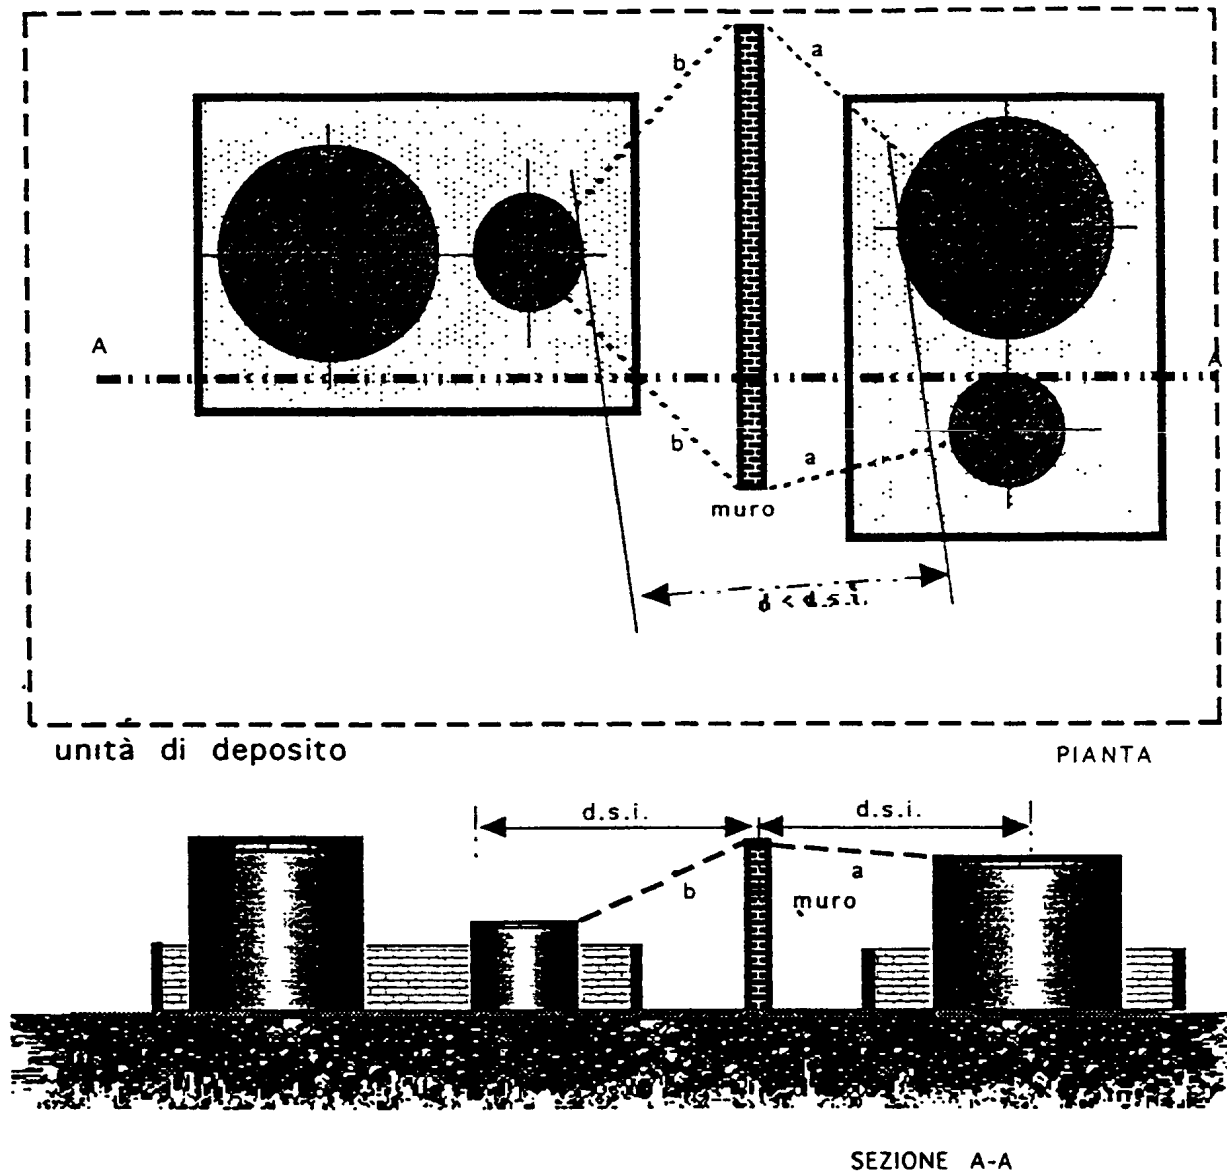 b
a
A
A
b
a
muro
d < d.s.i.
unità di deposito
PIANTA
d.s.i.
d.s.i.
b
a
muro
SEZIONE A-A